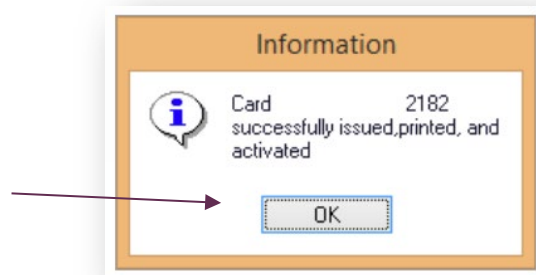 Information
Card 2182
successfully issued,printed, and
activated
OK